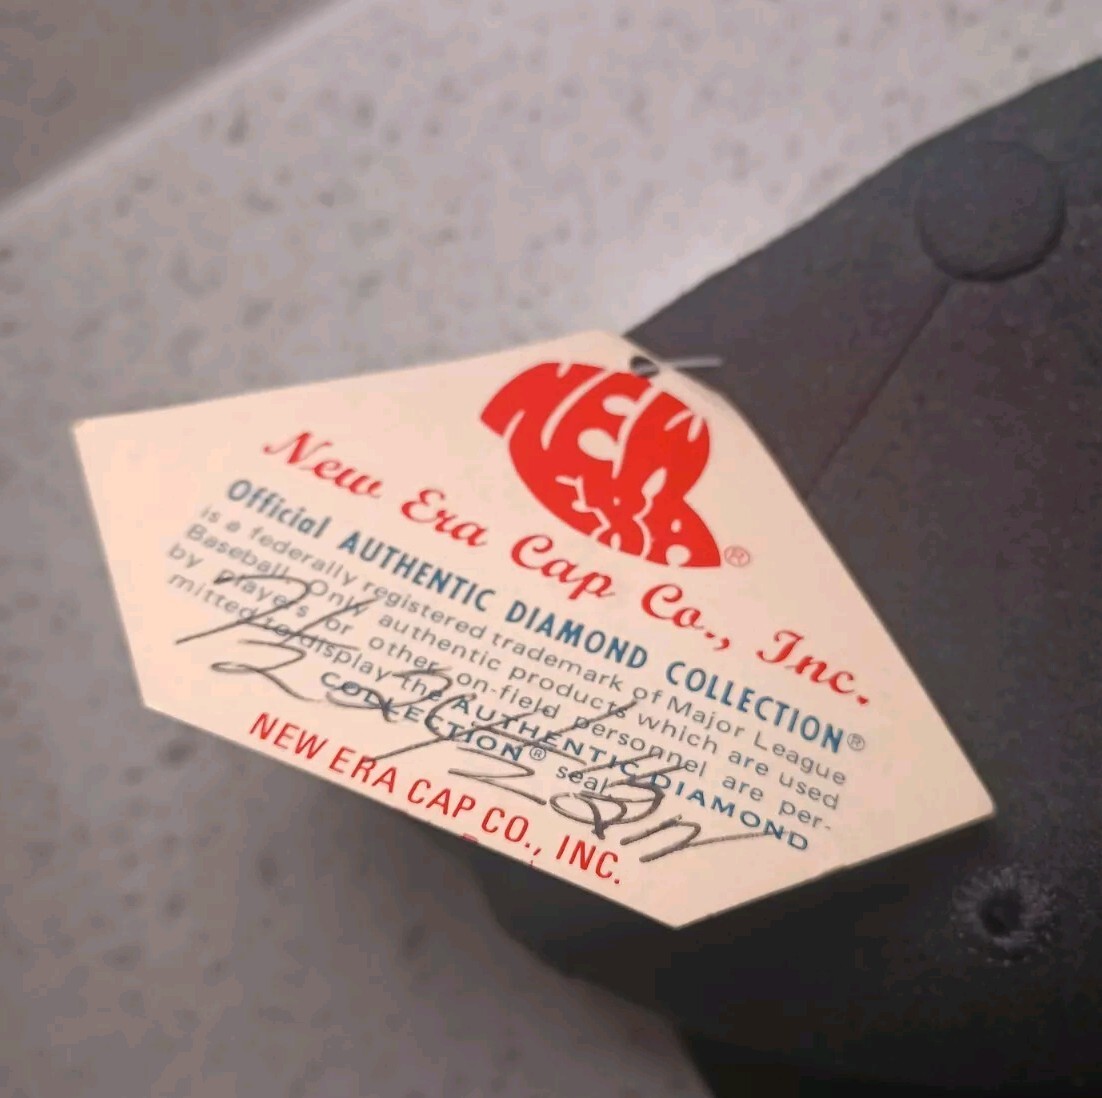 NEW
ERA
®
New Era Cap Co., Inc.
Official AUTHENTIC DIAMOND COLLECTION®
is a federally registered trademark of Major League
Baseball. Only authentic products which are used
by players or other on-field personnel are per-
mitted to display the AUTHENTIC DIAMOND
COLLECTION® seal.
NEW ERA CAP CO., INC.